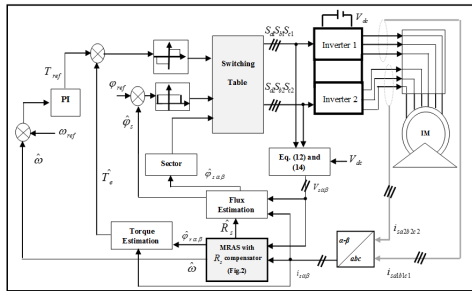 S_a1 S_b1 S_c1
V_dc
Inverter 1
T_ref
φ_ref
Switching
Table
PI
S_a2 S_b2 S_c2
Inverter 2
φ̂_s
ω_ref
IM
ω̂
Sector
Eq. (12) and
(14)
V_dc
T̂_e
φ̂_sαβ
V_sαβ
Flux
Estimation
R̂_s
i_sa2b2c2
Torque
Estimation
φ̂_rαβ
MRAS with
R_s compensator
(Fig.2)
α-β
abc
ω̂
i_sαβ
i_sa1b1c1